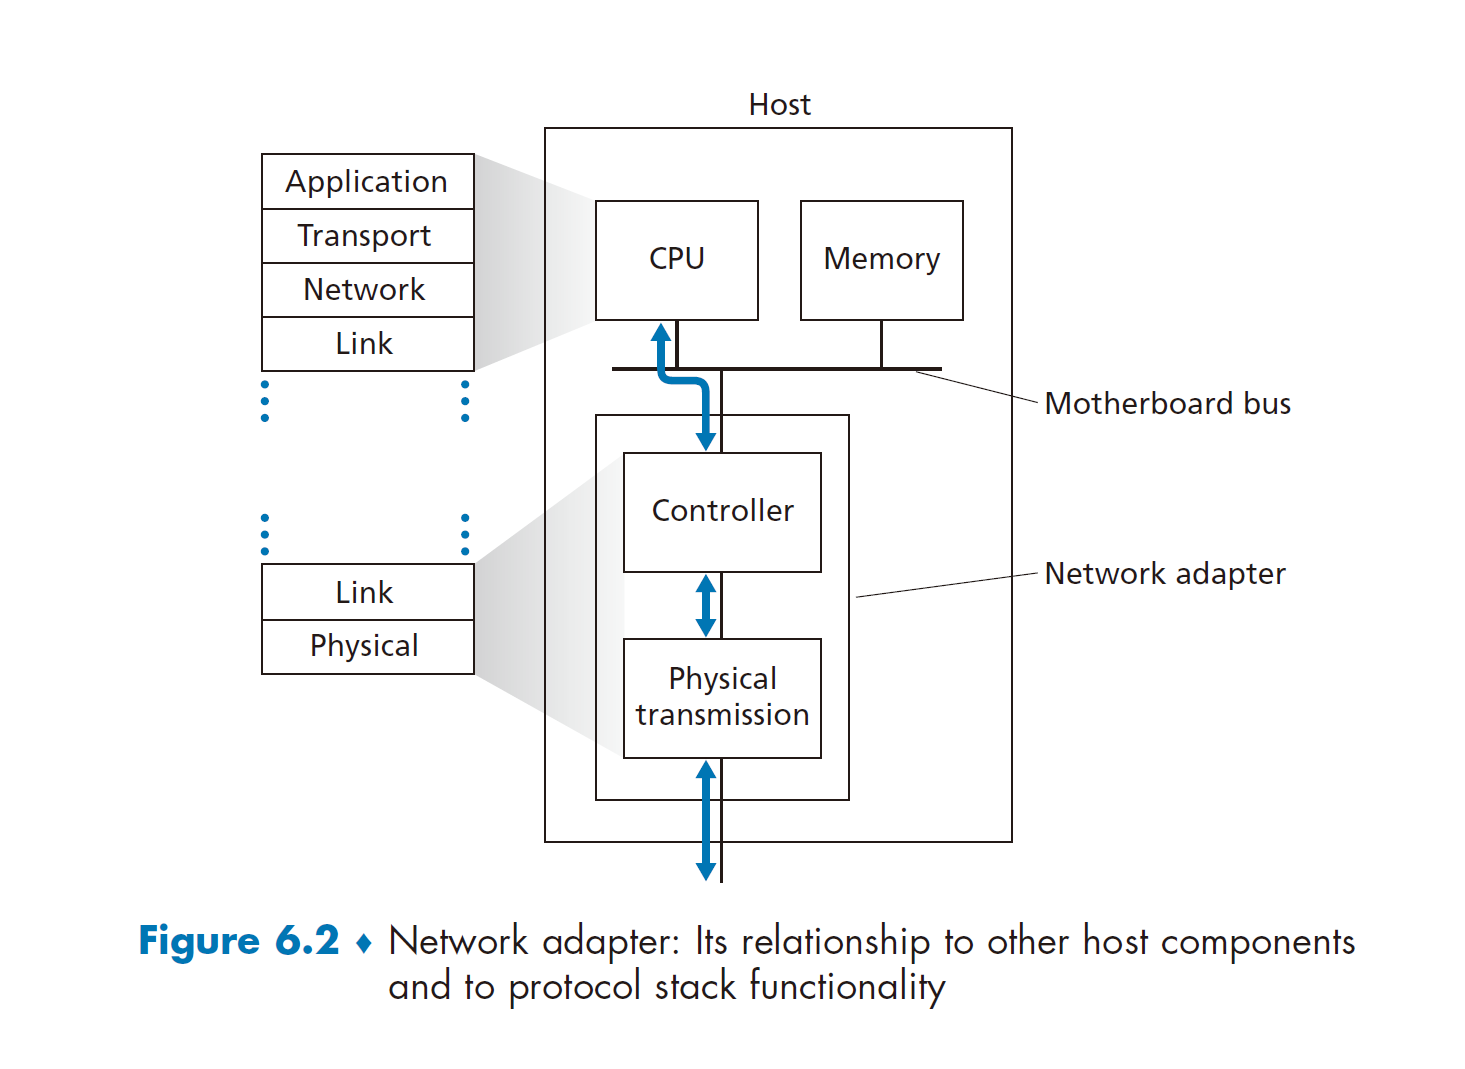 Host
Application
Transport
Network
Link
CPU
Memory
Motherboard bus
Controller
Network adapter
Link
Physical
Physical
transmission
Figure 6.2 ♦ Network adapter: Its relationship to other host components
and to protocol stack functionality